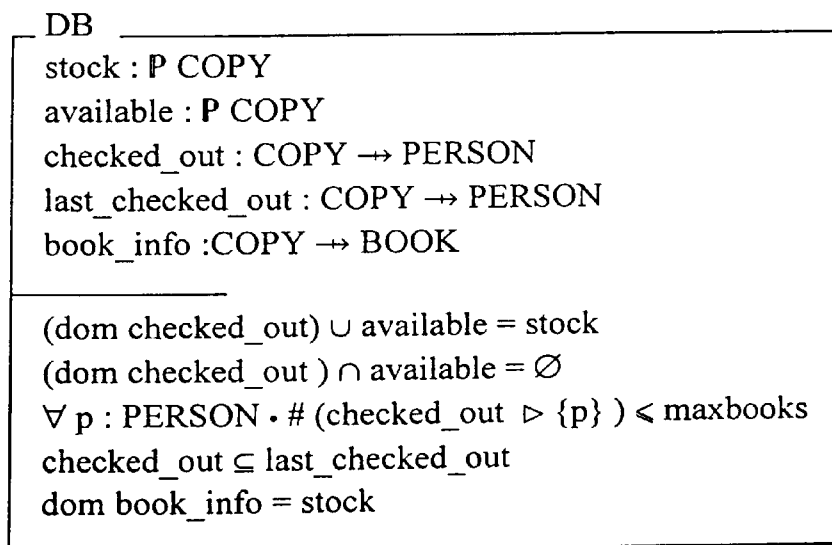 DB
stock : ℙ COPY
available : ℙ COPY
checked_out : COPY ⇸ PERSON
last_checked_out : COPY ⇸ PERSON
book_info :COPY ⇸ BOOK
(dom checked_out) ∪ available = stock
(dom checked_out ) ∩ available = ∅
∀ p : PERSON • # (checked_out ▷ {p} ) ⩽ maxbooks
checked_out ⊆ last_checked_out
dom book_info = stock